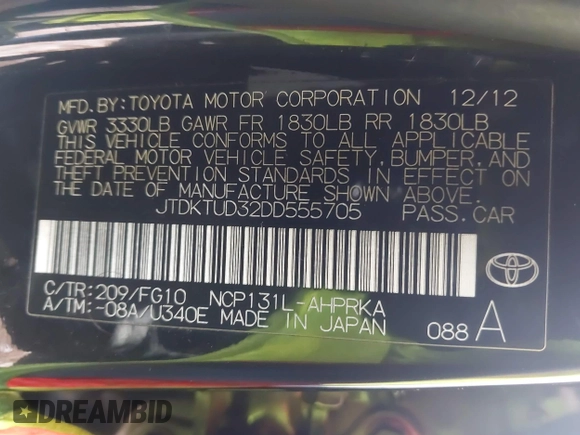 MFD. BY: TOYOTA MOTOR CORPORATION 12/12
GVWR 3330LB GAWR FR 1830LB RR 1830LB
THIS VEHICLE CONFORMS TO ALL APPLICABLE
FEDERAL MOTOR VEHICLE SAFETY, BUMPER, AND
THEFT PREVENTION STANDARDS IN EFFECT ON
THE DATE OF MANUFACTURE SHOWN ABOVE.
JTDKTUD32DD555705 PASS. CAR
C/TR: 209/FG10 NCP131L-AHPRKA
A/TM: -08A/U340E MADE IN JAPAN 088 A
DREAMBID